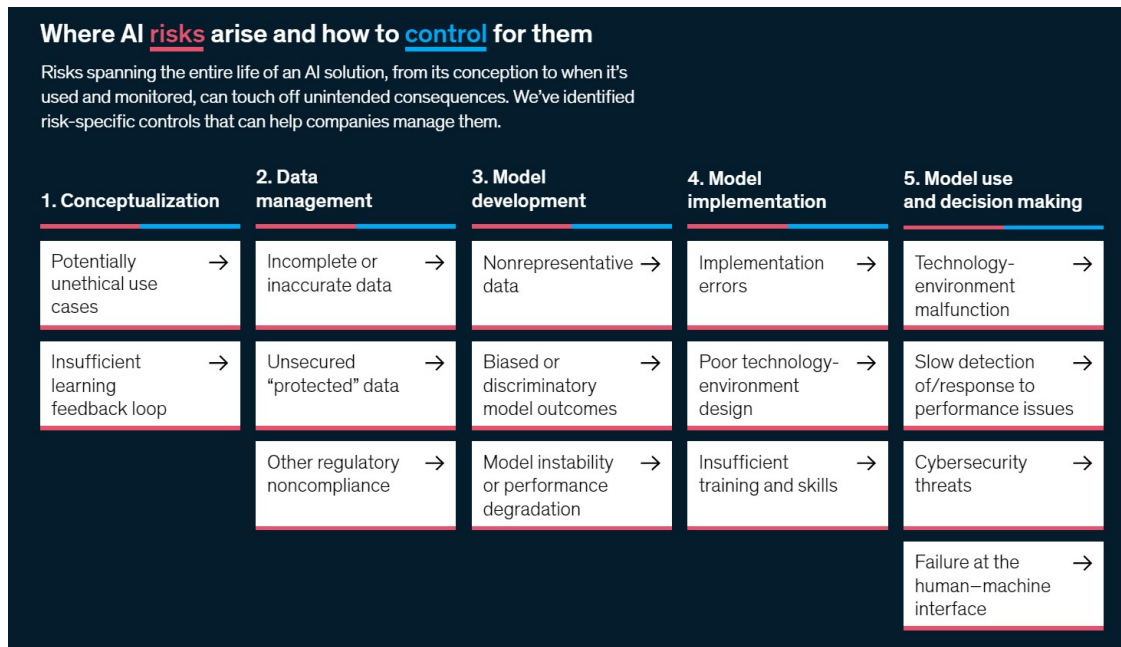 Where AI risks arise and how to control for them
Risks spanning the entire life of an AI solution, from its conception to when it's
used and monitored, can touch off unintended consequences. We've identified
risk-specific controls that can help companies manage them.
1. Conceptualization
Potentially
unethical use
cases
Insufficient
learning
feedback loop
2. Data
management
Incomplete or
inaccurate data
Unsecured
“protected” data
Other regulatory
noncompliance
3. Model
development
Nonrepresentative
data
Biased or
discriminatory
model outcomes
Model instability
or performance
degradation
4. Model
implementation
Implementation
errors
Poor technology-
environment
design
Insufficient
training and skills
5. Model use
and decision making
Technology-
environment
malfunction
Slow detection
of/response to
performance issues
Cybersecurity
threats
Failure at the
human–machine
interface